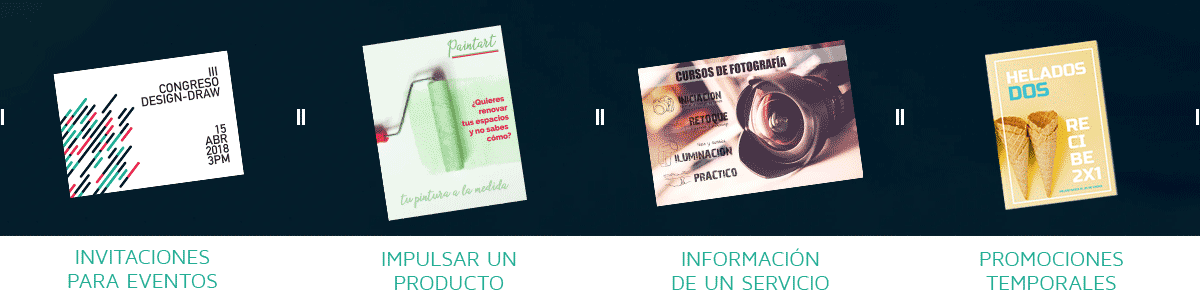 III
CONGRESO
DESIGN-DRAW
15
ABR
2018
3PM
INVITACIONES
PARA EVENTOS
Paintart
¿Quieres
renovar
tus espacios
y no sabes
cómo?
tu pintura a la medida
IMPULSAR UN
PRODUCTO
CURSOS DE FOTOGRAFÍA
INICIACION
RETOQUE
ILUMINACIÓN
PRACTICO
INFORMACIÓN
DE UN SERVICIO
HELADOS
DOS
RE
CI
BE
2X1
PROMOCIONES
TEMPORALES